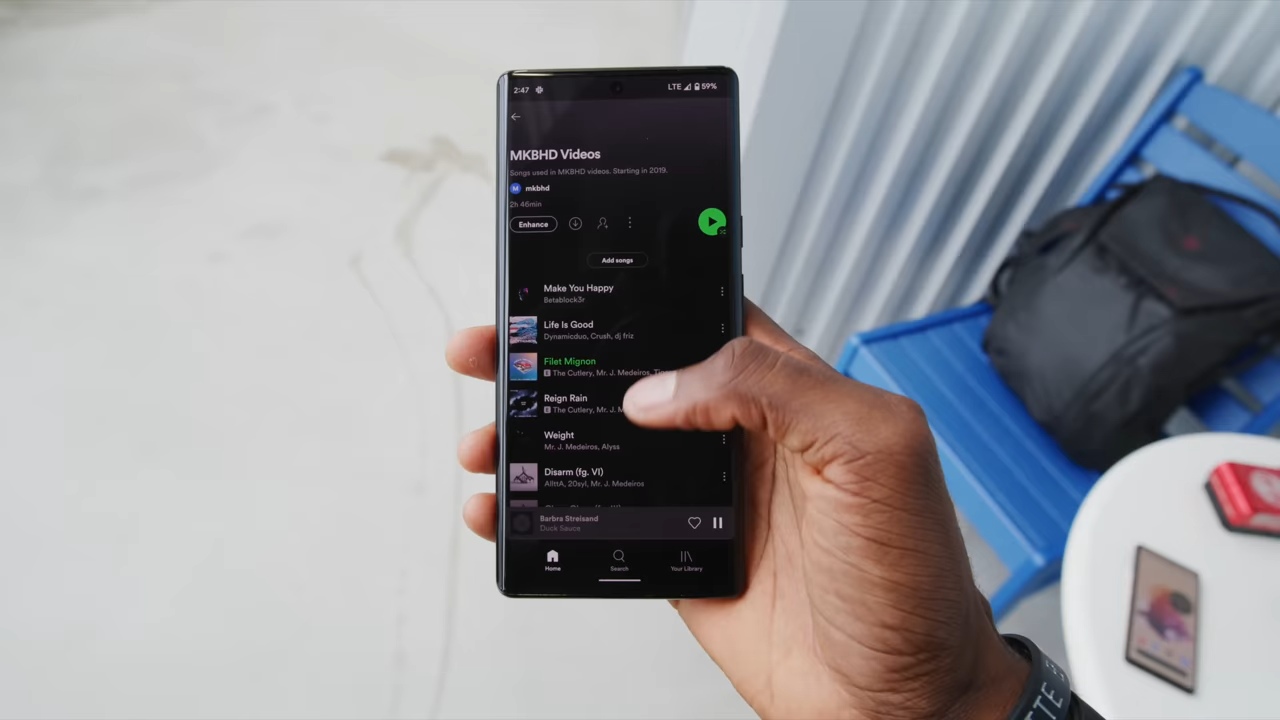 2:47 LTE 59%
MKBHD Videos
Songs used in MKBHD videos. Starting in 2019.
M mkbhd
2h 46min
Enhance
Add songs
Make You Happy
Betablock3r
Life Is Good
Dynamicduo, Crush, dj friz
Filet Mignon
E The Cutlery, Mr. J. Medeiros,
Reign Rain
E The Cutlery, Mr. J.
Weight
Mr. J. Medeiros, Alyss
Disarm (fg. VI)
AllttA, 20syl, Mr. J. Medeiros
Barbra Streisand
Duck Sauce
Home Search Your Library